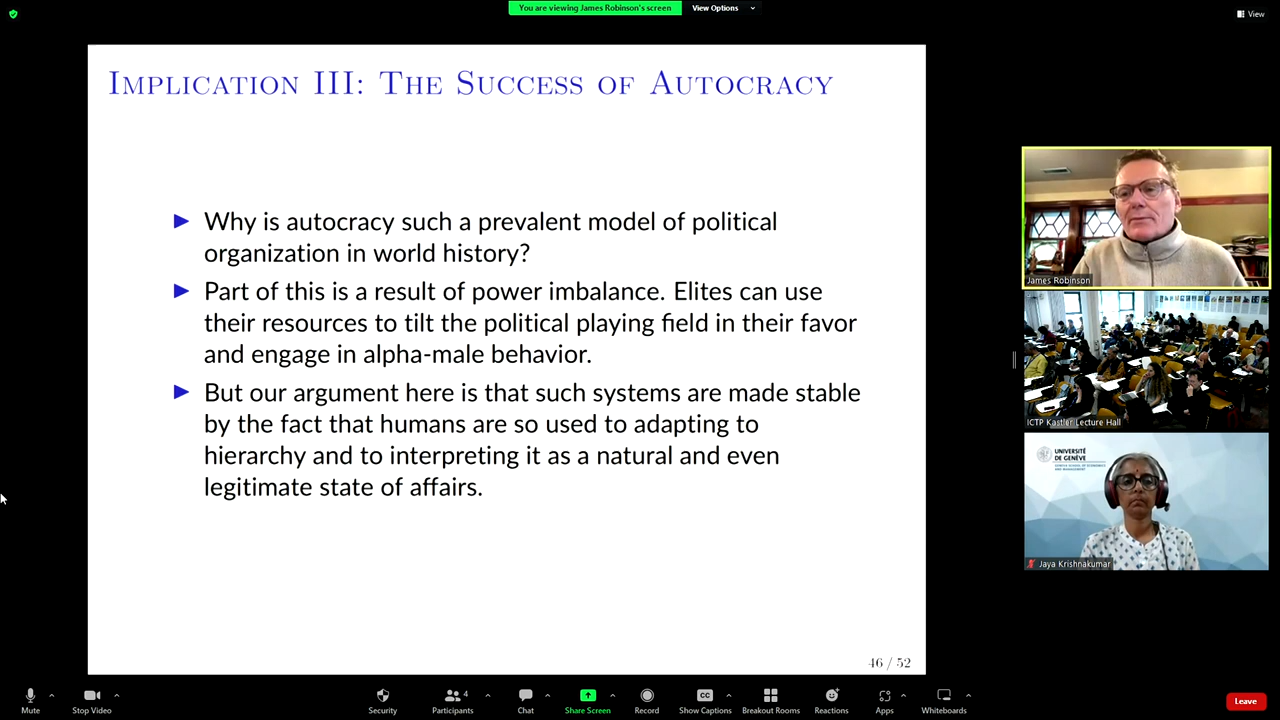 You are viewing James Robinson's screen
View Options
View
IMPLICATION III: THE SUCCESS OF AUTOCRACY
Why is autocracy such a prevalent model of political
organization in world history?
Part of this is a result of power imbalance. Elites can use
their resources to tilt the political playing field in their favor
and engage in alpha-male behavior.
But our argument here is that such systems are made stable
by the fact that humans are so used to adapting to
hierarchy and to interpreting it as a natural and even
legitimate state of affairs.
46 / 52
James Robinson
ICTP Kastler Lecture Hall
UNIVERSITÉ
DE GENÈVE
GENEVA SCHOOL OF ECONOMICS
AND MANAGEMENT
Jaya Krishnakumar
Mute
Stop Video
Security
Participants
4
Chat
Share Screen
Record
CC
Show Captions
Breakout Rooms
Reactions
Apps
Whiteboards
Leave